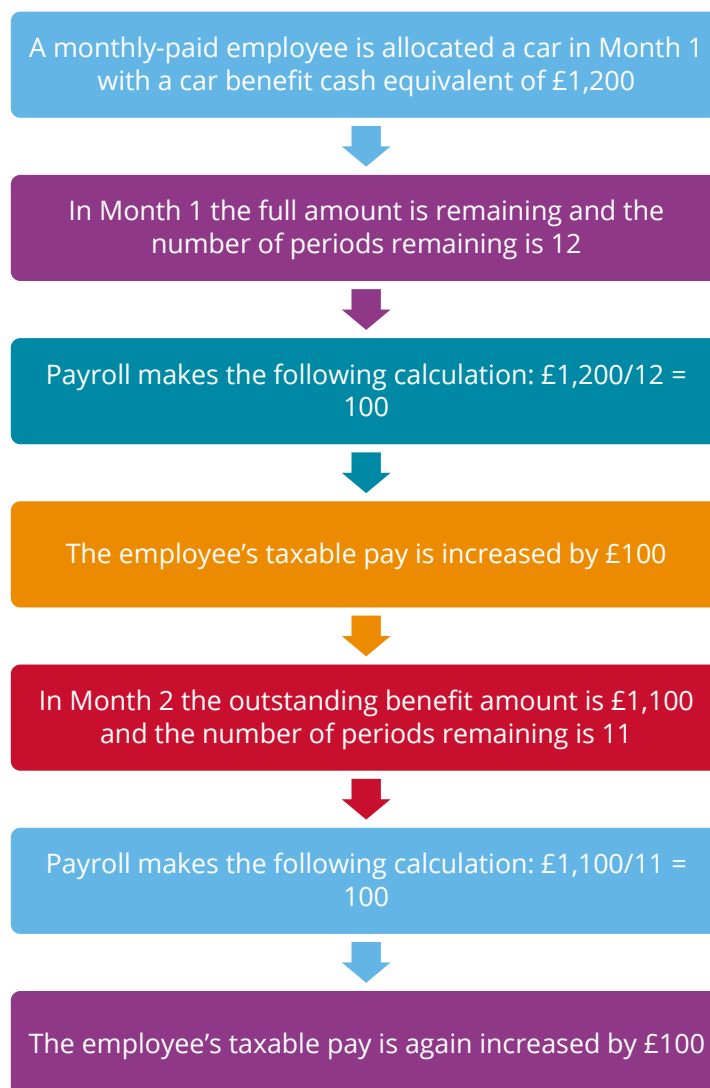 A monthly-paid employee is allocated a car in Month 1
with a car benefit cash equivalent of £1,200
In Month 1 the full amount is remaining and the
number of periods remaining is 12
Payroll makes the following calculation: £1,200/12 =
100
The employee’s taxable pay is increased by £100
In Month 2 the outstanding benefit amount is £1,100
and the number of periods remaining is 11
Payroll makes the following calculation: £1,100/11 =
100
The employee’s taxable pay is again increased by £100